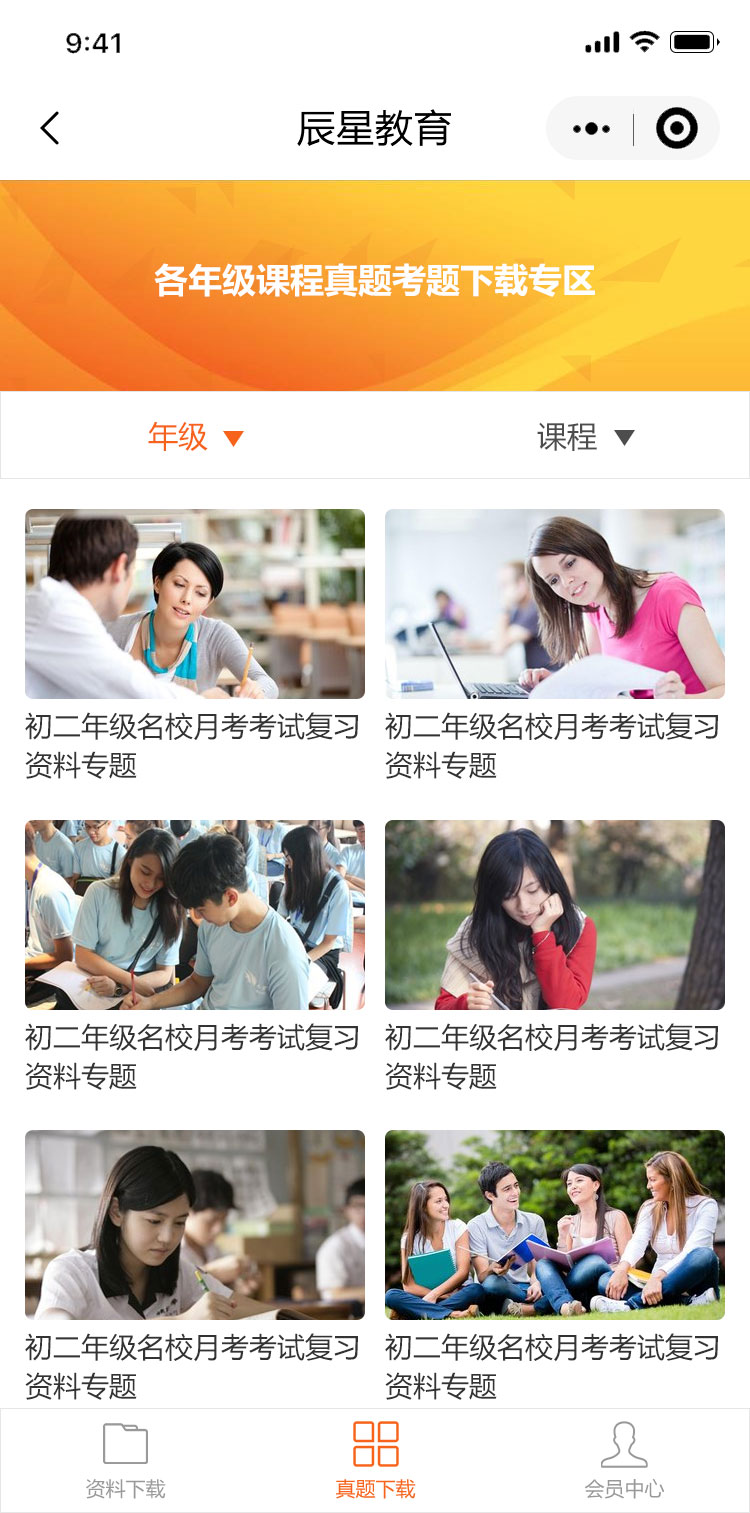 9:41
辰星教育
各年级课程真题考题下载专区
年级 课程
初二年级名校月考考试复习
资料专题
初二年级名校月考考试复习
资料专题
初二年级名校月考考试复习
资料专题
初二年级名校月考考试复习
资料专题
初二年级名校月考考试复习
资料专题
初二年级名校月考考试复习
资料专题
资料下载 真题下载 会员中心